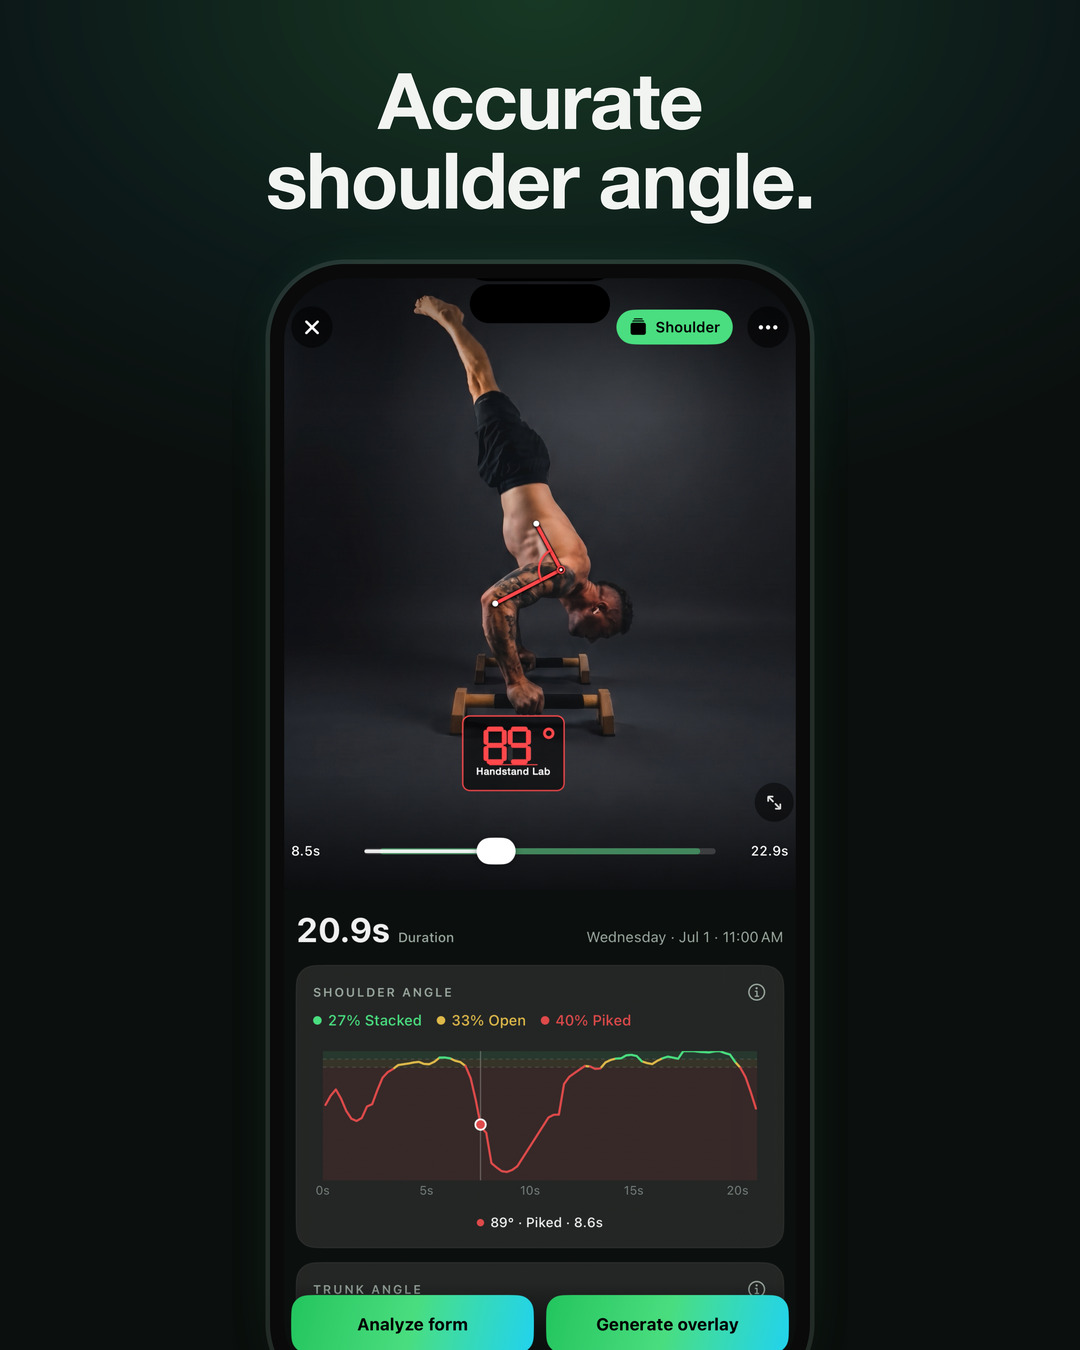 Accurate
shoulder angle.
Shoulder
89°
Handstand Lab
8.5s
22.9s
20.9s Duration
Wednesday · Jul 1 · 11:00 AM
SHOULDER ANGLE
27% Stacked
33% Open
40% Piked
0s 5s 10s 15s 20s
89° · Piked · 8.6s
TRUNK ANGLE
Analyze form
Generate overlay